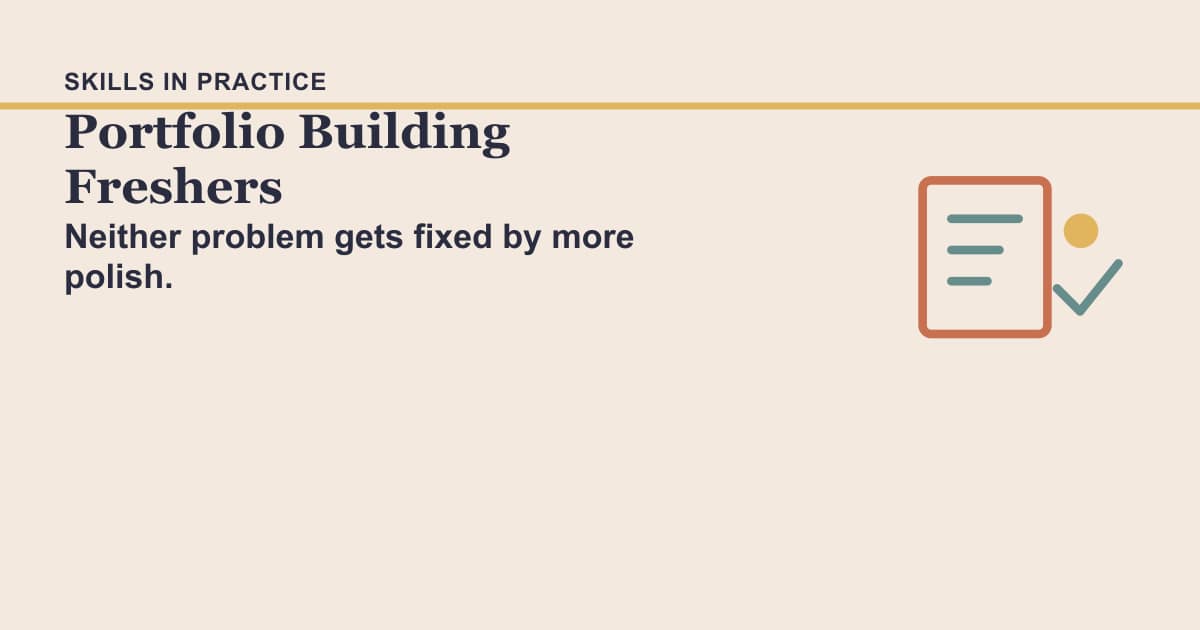 SKILLS IN PRACTICE
Portfolio Building
Freshers
Neither problem gets fixed by more
polish.